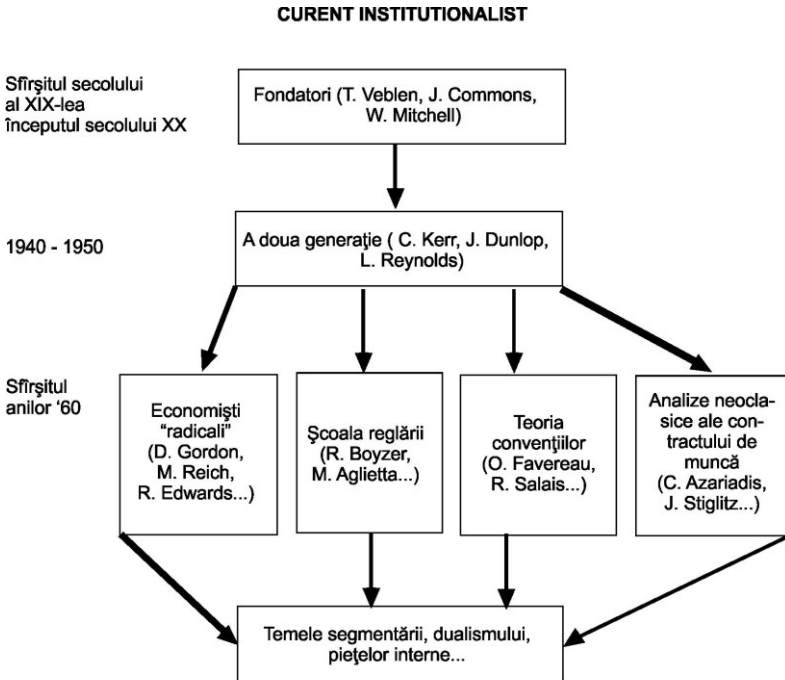 CURENT INSTITUTIONALIST
Sfîrşitul secolului
al XIX-lea
începutul secolului XX
Fondatori (T. Veblen, J. Commons,
W. Mitchell)
1940 - 1950
A doua generaţie ( C. Kerr, J. Dunlop,
L. Reynolds)
Sfîrşitul
anilor ‘60
Economişti
“radicali”
(D. Gordon,
M. Reich,
R. Edwards...)
Şcoala reglării
(R. Boyzer,
M. Aglietta...)
Teoria
convenţiilor
(O. Favereau,
R. Salais...)
Analize neocla-
sice ale con-
tractului de
muncă
(C. Azariadis,
J. Stiglitz...)
Temele segmentării, dualismului,
pieţelor interne...